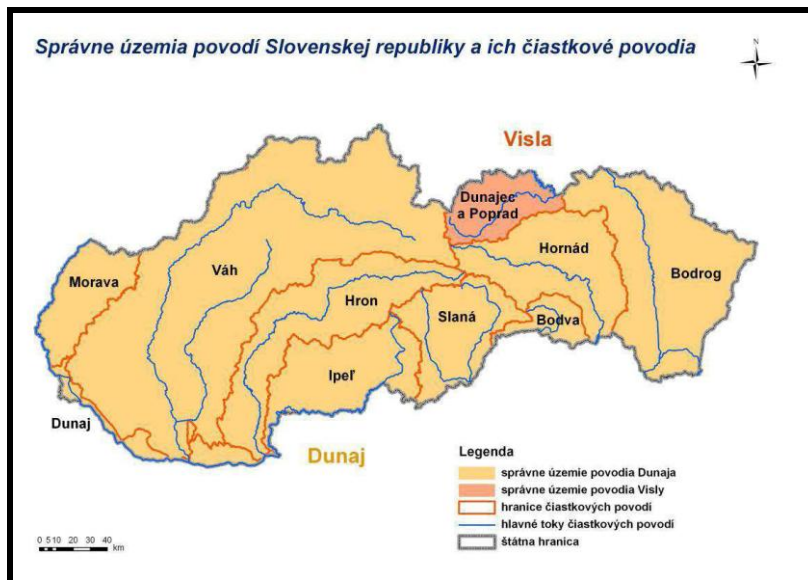 Správne územia povodí Slovenskej republiky a ich čiastkové povodia
N
Visla
Dunajec
a Poprad
Hornád
Bodrog
Morava
Váh
Hron
Slaná
Bodva
Ipeľ
Dunaj
Dunaj
Legenda
správne územie povodia Dunaja
správne územie povodia Visly
hranice čiastkových povodí
hlavné toky čiastkových povodí
štátna hranica
0 5 10 20 30 40
km